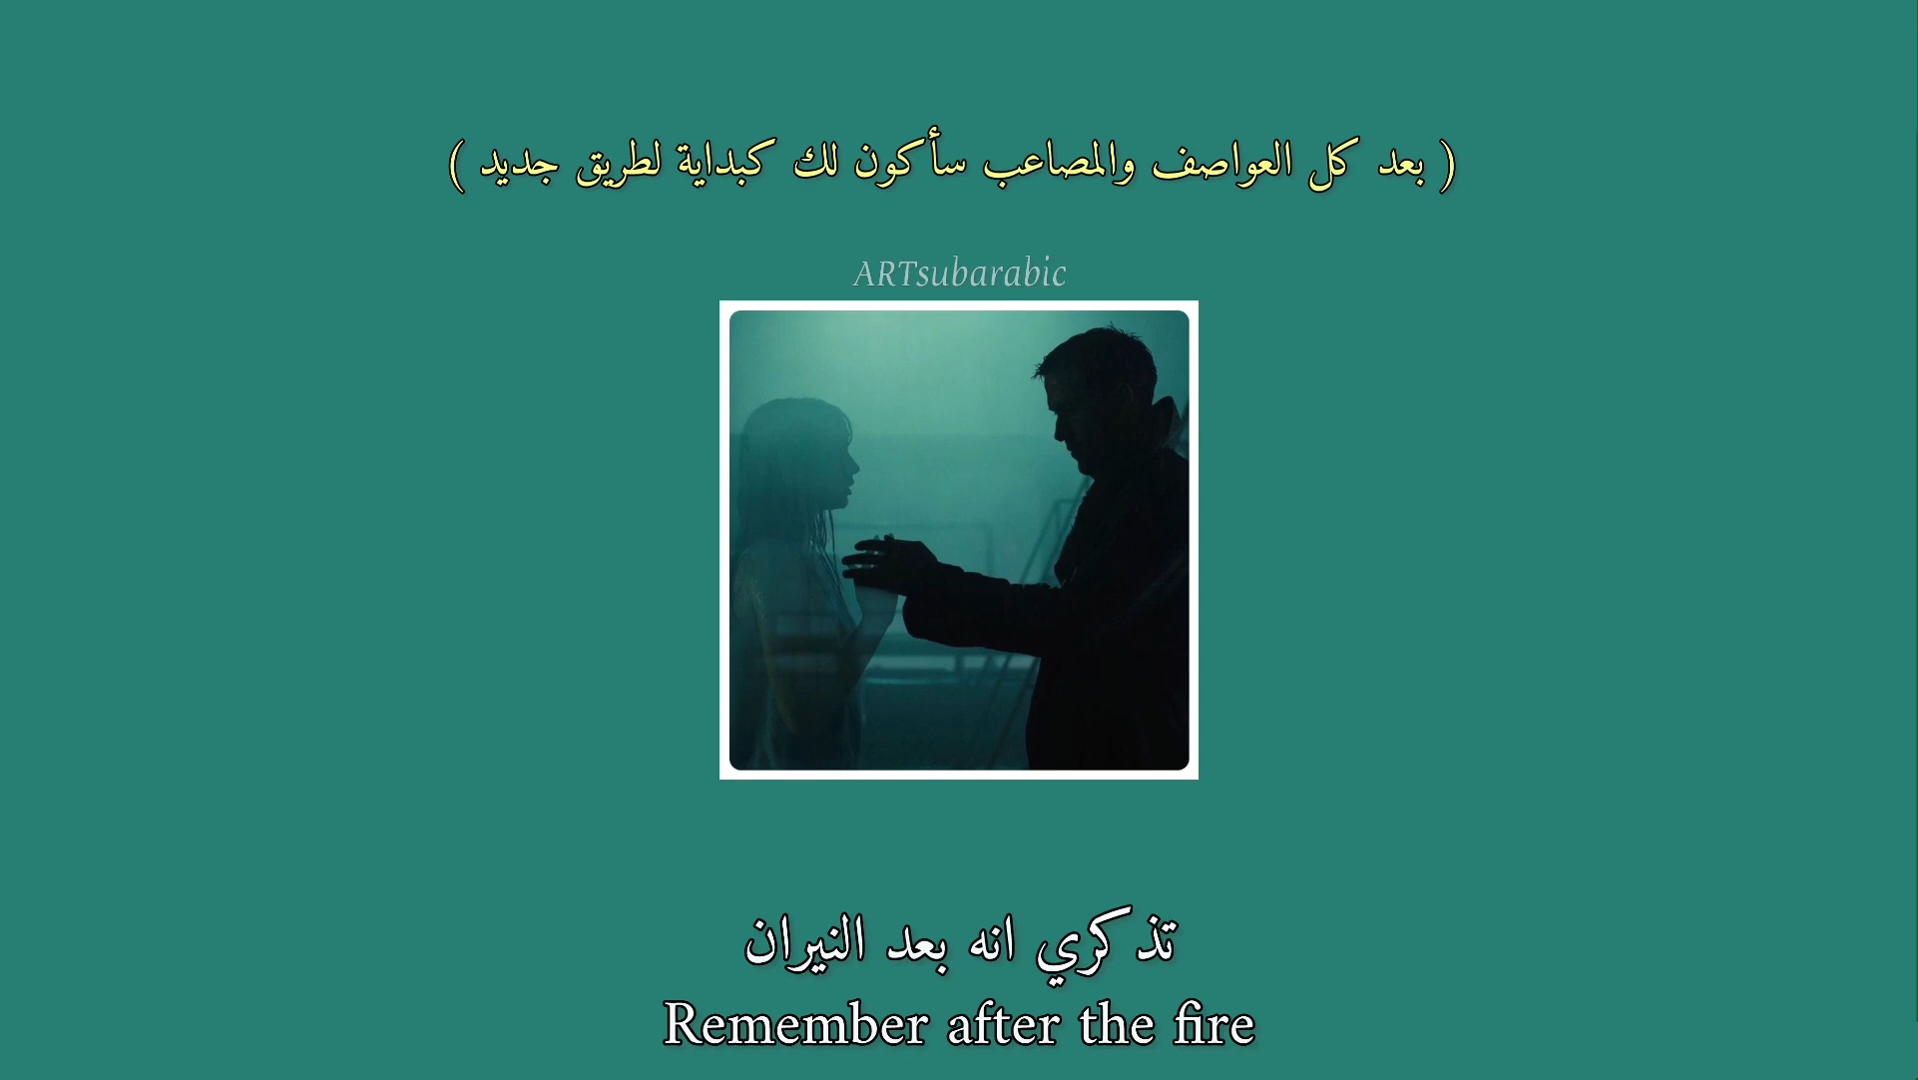 ( بعد كل العواصف والمصاعب سأكون لك كبداية لطريق جديد )
ARTsubarabic
تذكري انه بعد النيران
Remember after the fire